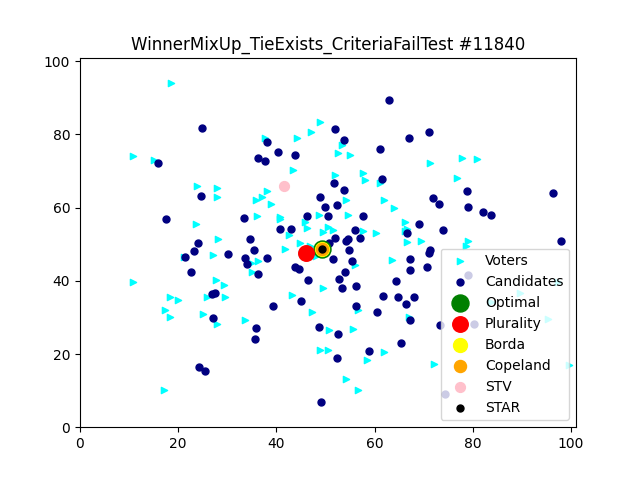 WinnerMixUp_TieExists_CriteriaFailTest #11840
100
80
60
40
20
0
0
20
40
60
80
100
Voters
Candidates
Optimal
Plurality
Borda
Copeland
STV
STAR